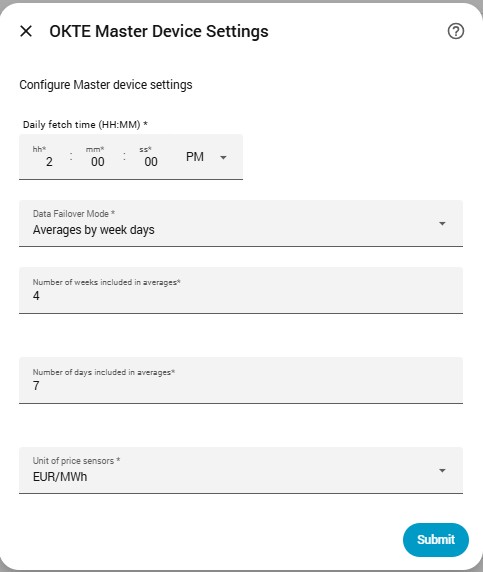 OKTE Master Device Settings
Configure Master device settings
Daily fetch time (HH:MM) *
hh* mm* ss*
2 : 00 : 00 PM
Data Failover Mode *
Averages by week days
Number of weeks included in averages*
4
Number of days included in averages*
7
Unit of price sensors *
EUR/MWh
Submit